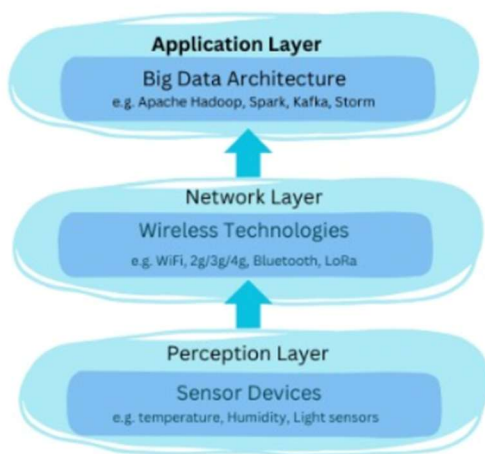 Application Layer
Big Data Architecture
e.g. Apache Hadoop, Spark, Kafka, Storm
Network Layer
Wireless Technologies
e.g. WiFi, 2g/3g/4g, Bluetooth, LoRa
Perception Layer
Sensor Devices
e.g. temperature, Humidity, Light sensors